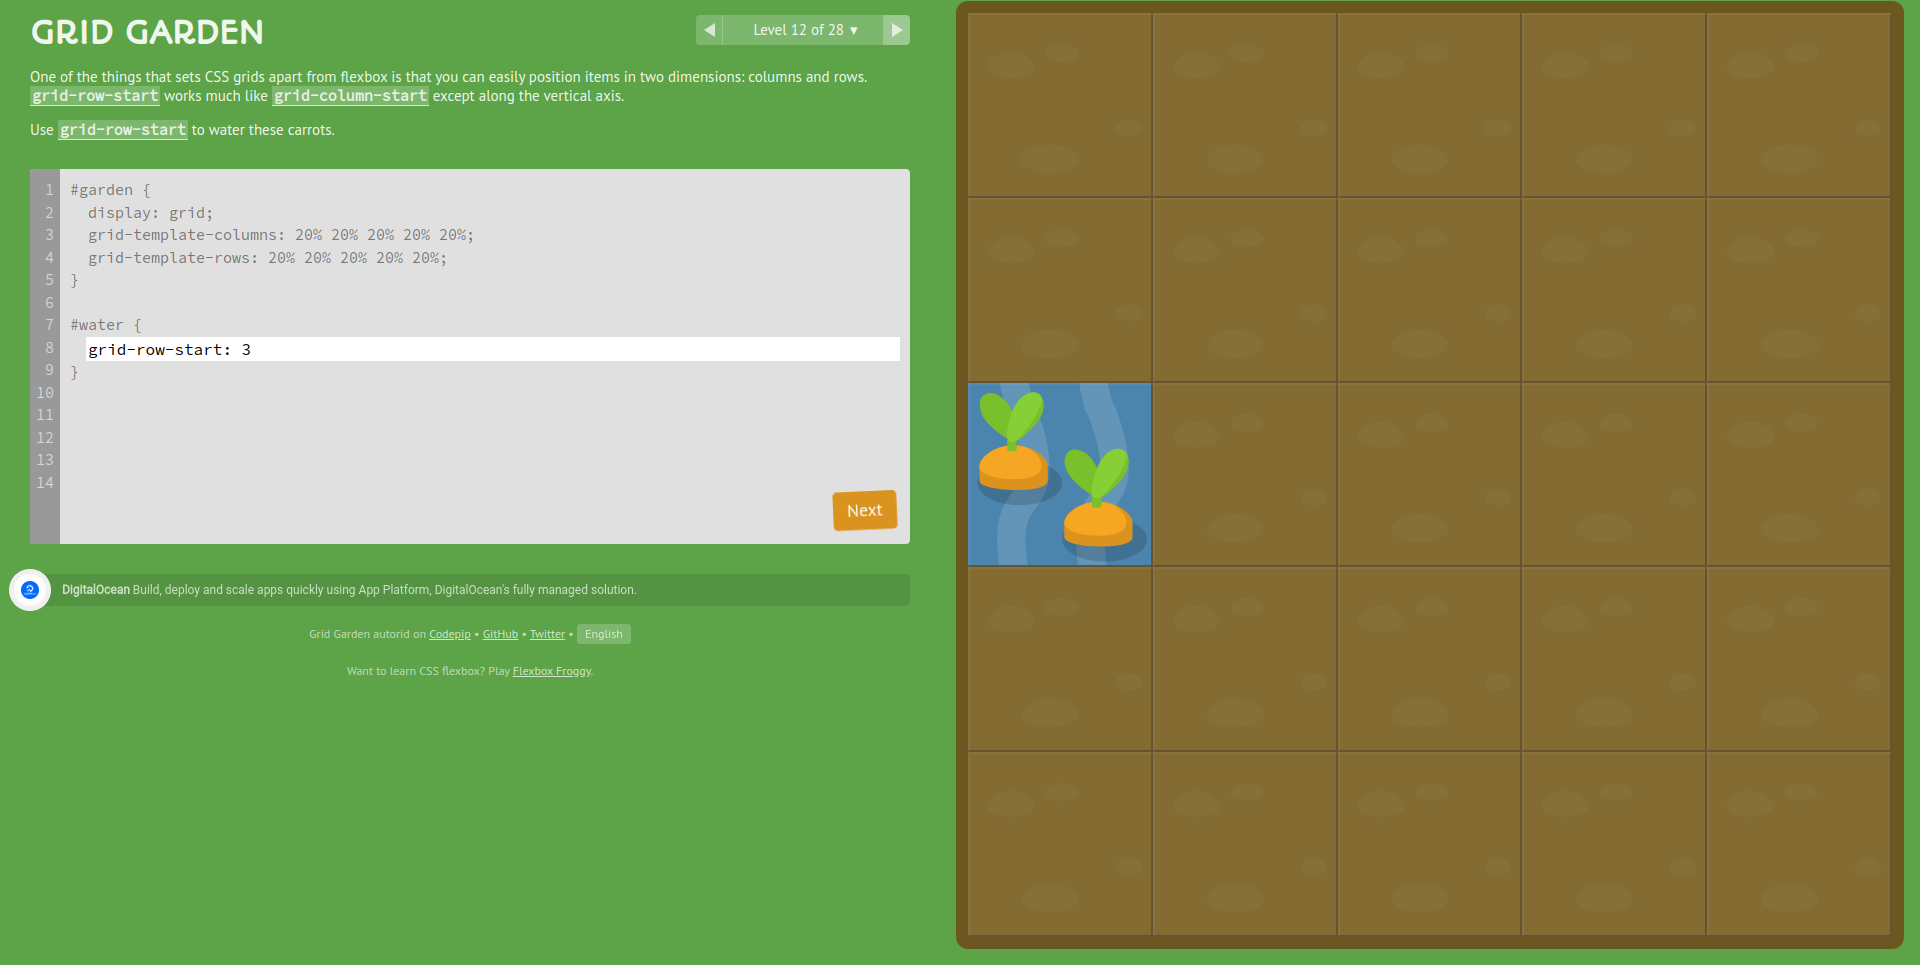 GRID GARDEN
◀ Level 12 of 28 ▾ ▶
One of the things that sets CSS grids apart from flexbox is that you can easily position items in two dimensions: columns and rows.
grid-row-start works much like grid-column-start except along the vertical axis.
Use grid-row-start to water these carrots.
1 #garden {
2 display: grid;
3 grid-template-columns: 20% 20% 20% 20% 20%;
4 grid-template-rows: 20% 20% 20% 20% 20%;
5 }
6
7 #water {
8 grid-row-start: 3
9 }
10
11
12
13
14
Next
DigitalOcean Build, deploy and scale apps quickly using App Platform, DigitalOcean's fully managed solution.
Grid Garden autorid on Codepip • GitHub • Twitter • English
Want to learn CSS flexbox? Play Flexbox Froggy.